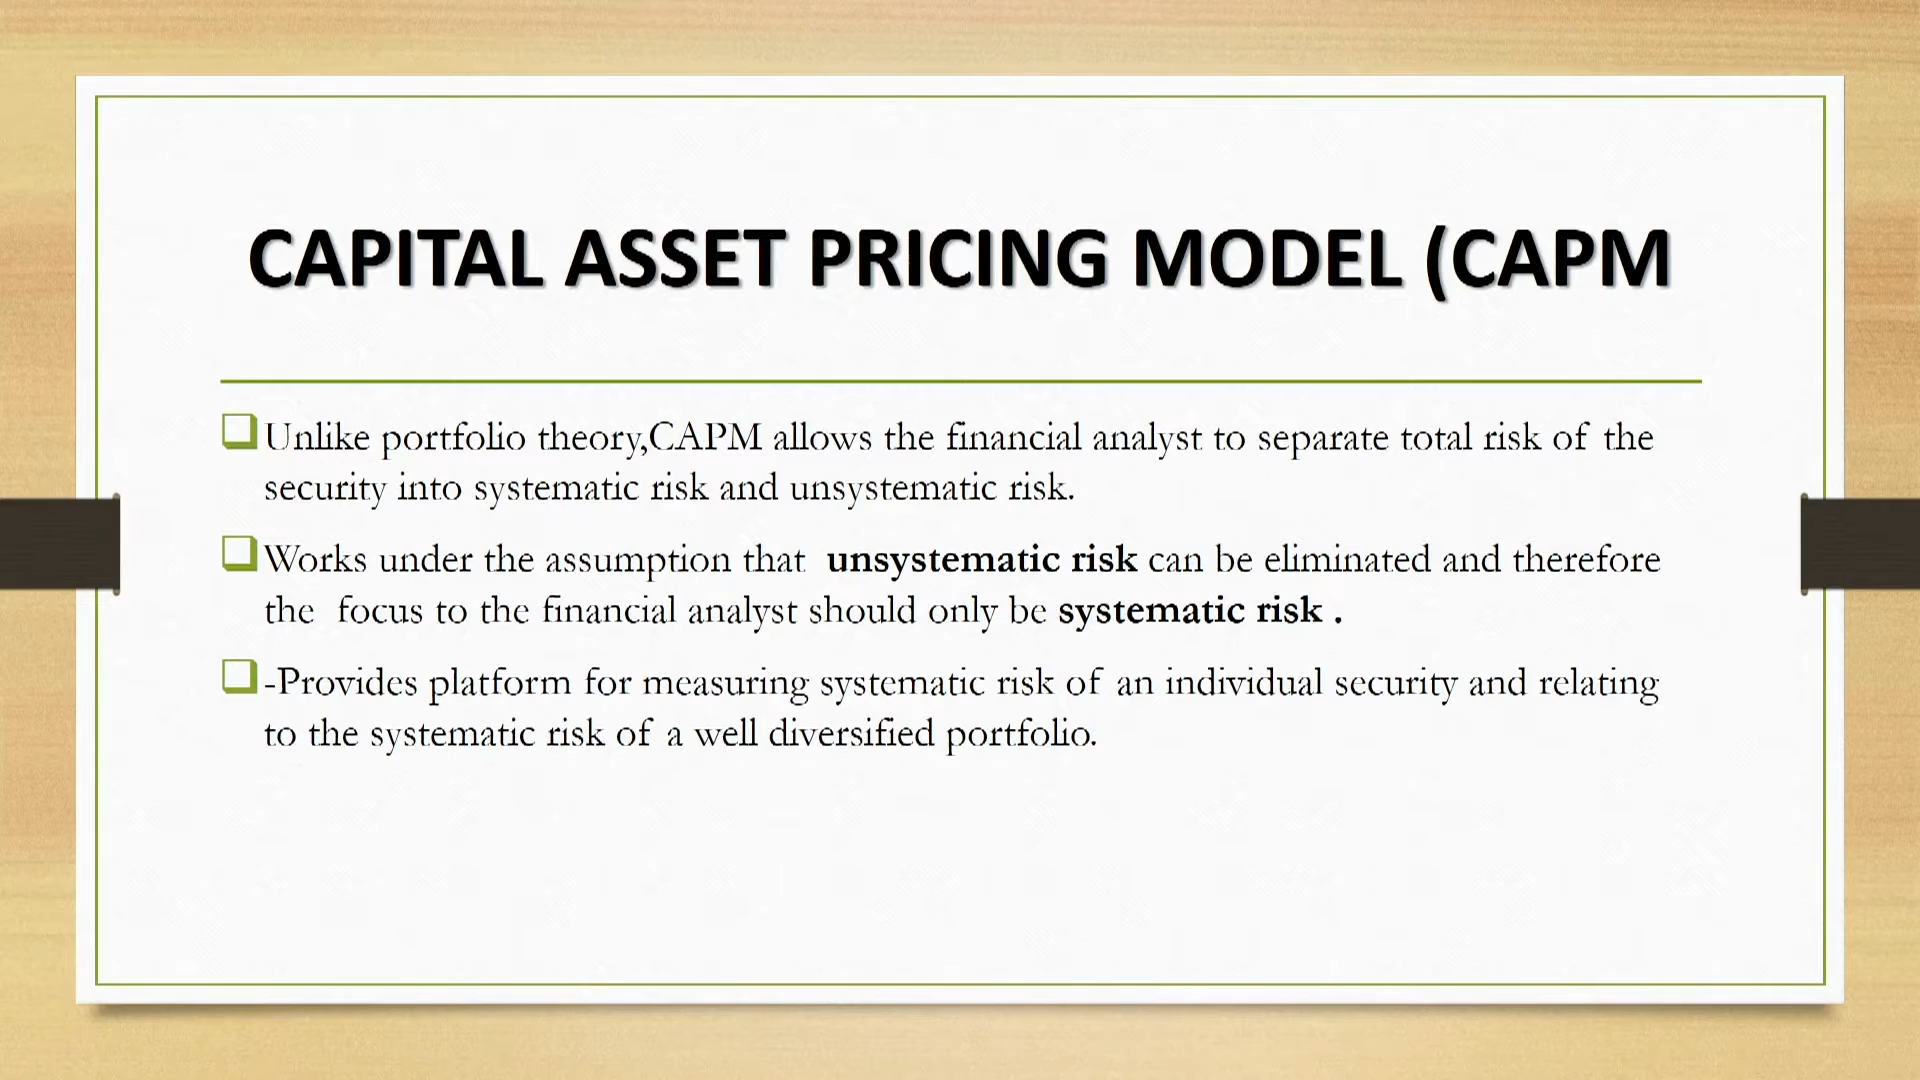 CAPITAL ASSET PRICING MODEL (CAPM
Unlike portfolio theory,CAPM allows the financial analyst to separate total risk of the
security into systematic risk and unsystematic risk.
Works under the assumption that unsystematic risk can be eliminated and therefore
the focus to the financial analyst should only be systematic risk .
-Provides platform for measuring systematic risk of an individual security and relating
to the systematic risk of a well diversified portfolio.